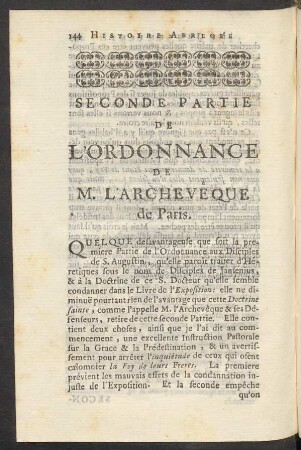 144 HISTOIRE ABREGÉE
SECONDE PARTIE
DE
L'ORDONNANCE
DE
M. L'ARCHEVÊQUE
de Paris.
QUELQUE desavantageuse que soit la pre-
miere Partie de l'Ordonnance aux Disciples
de S. Augustin, qu'elle paroît traiter d'Hé-
rétiques sous le nom de Disciples de Jansenius,
& à la Doctrine de ce S. Docteur qu'elle semble
condanner dans le Livre de l'Exposition: elle ne di-
minuë pourtant rien de l'avantage que cette Doctrine
sainte, comme l'appelle M. l'Archevêque & ses Dé-
fenseurs, retire de cette seconde Partie. Elle con-
tient deux choses, ainsi que je l'ai dit au com-
mencement, une excellente Instruction Pastorale
sur la Grace & la Prédestination, & un avertis-
sement pour arrêter l'inquiétude de ceux qui osent
calomnier la Foy de leurs Freres. La premiere
prévient les mauvais effets de la condannation in-
juste de l'Exposition. Et la seconde empêche
qu'on